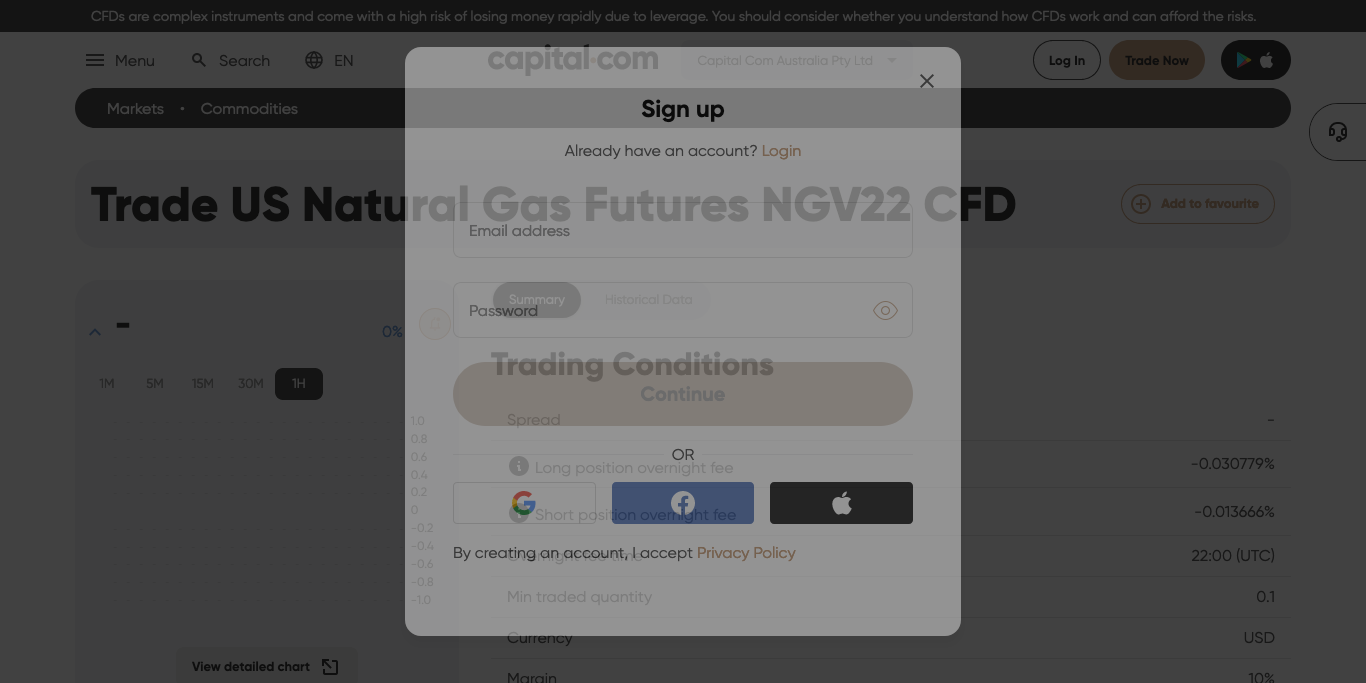 CFDs are complex instruments and come with a high risk of losing money rapidly due to leverage. You should consider whether you understand how CFDs work and can afford the risks.
Menu
Search
EN
capital.com
Capital Com Australia Pty Ltd
Log In
Trade Now
Markets • Commodities
Sign up
Already have an account? Login
Trade US Natural Gas Futures NGV22 CFD
Add to favourite
Email address
Summary
Historical Data
Password
-
0%
1M
5M
15M
30M
1H
Trading Conditions
Continue
1.0
0.8
0.6
0.4
0.2
0
-0.2
-0.4
-0.6
-0.8
-1.0
Spread -
OR
Long position overnight fee -0.030779%
Short position overnight fee -0.013666%
By creating an account, I accept Privacy Policy
Overnight fee time 22:00 (UTC)
Min traded quantity 0.1
Currency USD
Margin 10%
View detailed chart